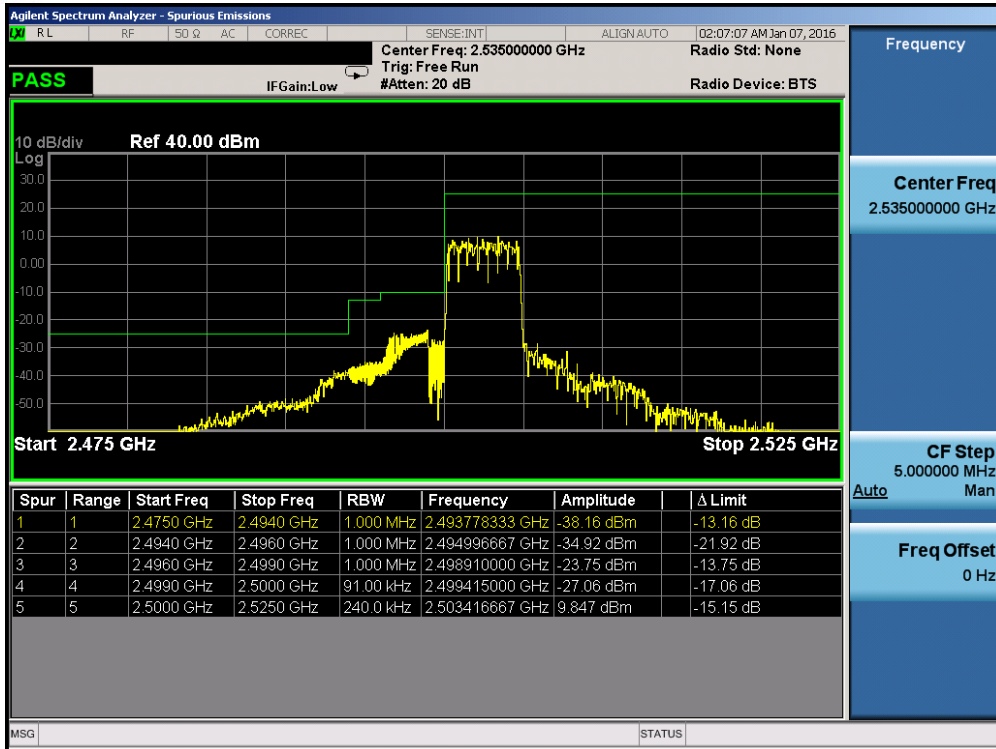 Agilent Spectrum Analyzer - Spurious Emissions
LXI RL RF 50 Ω AC CORREC SENSE:INT ALIGN AUTO 02:07:07 AM Jan 07, 2016
Center Freq: 2.535000000 GHz Radio Std: None
Trig: Free Run
PASS IFGain:Low #Atten: 20 dB Radio Device: BTS
10 dB/div Ref 40.00 dBm
Log
30.0
20.0
10.0
0.00
-10.0
-20.0
-30.0
-40.0
-50.0
Start 2.475 GHz Stop 2.525 GHz
Spur Range Start Freq Stop Freq RBW Frequency Amplitude Δ Limit
1 1 2.4750 GHz 2.4940 GHz 1.000 MHz 2.493778333 GHz -38.16 dBm -13.16 dB
2 2 2.4940 GHz 2.4960 GHz 1.000 MHz 2.494996667 GHz -34.92 dBm -21.92 dB
3 3 2.4960 GHz 2.4990 GHz 1.000 MHz 2.498910000 GHz -23.75 dBm -13.75 dB
4 4 2.4990 GHz 2.5000 GHz 91.00 kHz 2.499415000 GHz -27.06 dBm -17.06 dB
5 5 2.5000 GHz 2.5250 GHz 240.0 kHz 2.503416667 GHz 9.847 dBm -15.15 dB
MSG STATUS
Frequency
Center Freq
2.535000000 GHz
CF Step
5.000000 MHz
Auto Man
Freq Offset
0 Hz